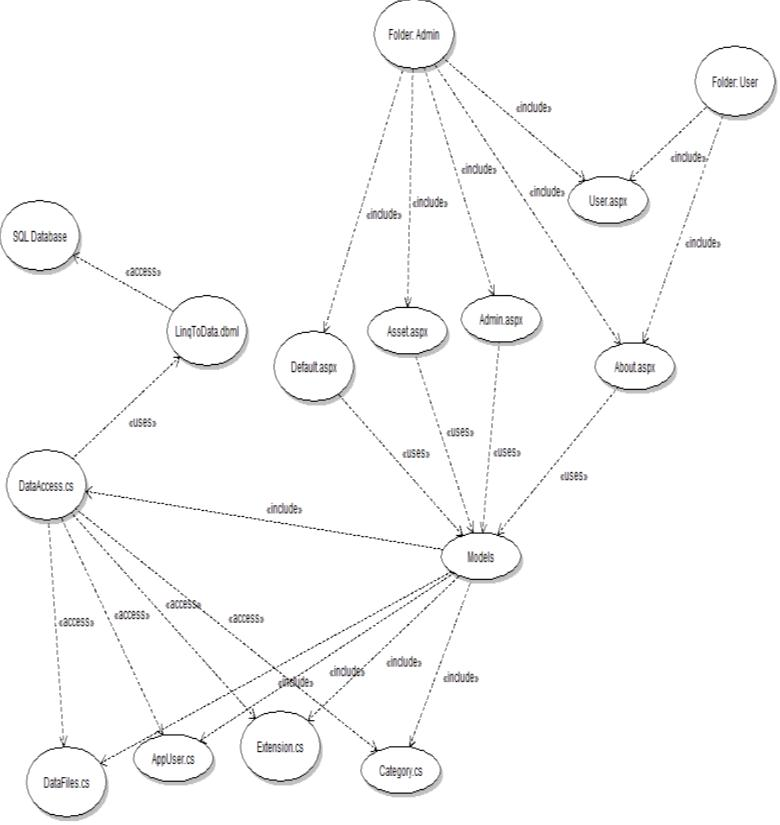 Folder: Admin
Folder: User
«include»
«include»
«include»
User.aspx
«include»
«include»
«include»
SQL Database
«include»
«access»
LinqToData.dbml
Asset.aspx
Admin.aspx
Default.aspx
About.aspx
«uses»
«uses»
«uses»
«uses»
«uses»
DataAccess.cs
«include»
Models
«access»
«access»
«access»
«access»
«include»
«include»
«include»
«include»
Extension.cs
AppUser.cs
Category.cs
DataFiles.cs